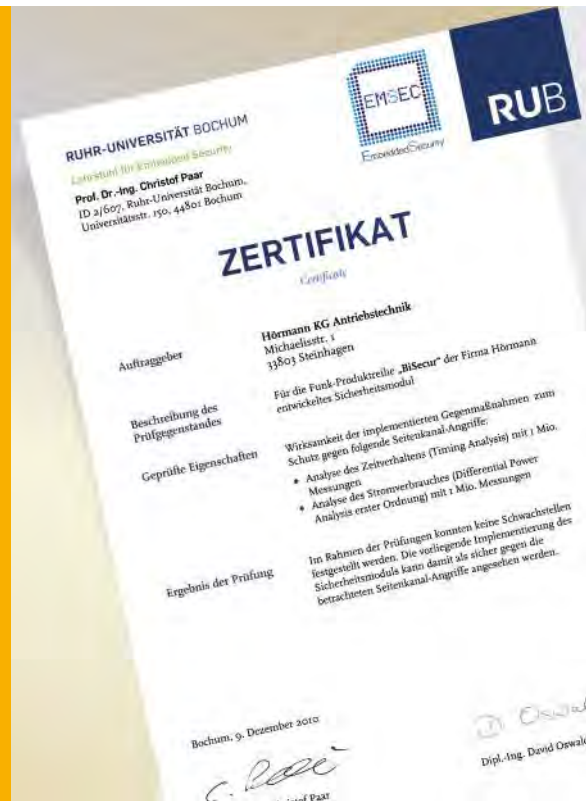 EMSEC
EmbeddedSecurity
RUB
RUHR-UNIVERSITÄT BOCHUM
Lehrstuhl für Embedded Security
Prof. Dr.-Ing. Christof Paar
ID 2/607, Ruhr-Universität Bochum,
Universitätsstr. 150, 44801 Bochum
ZERTIFIKAT
Certificate
Auftraggeber
Hörmann KG Antriebstechnik
Michaelisstr. 1
33803 Steinhagen
Beschreibung des
Prüfgegenstandes
Für die Funk-Produktreihe „BiSecur" der Firma Hörmann
entwickeltes Sicherheitsmodul
Geprüfte Eigenschaften
Wirksamkeit der implementierten Gegenmaßnahmen zum
Schutz gegen folgende Seitenkanal-Angriffe:
• Analyse des Zeitverhaltens (Timing Analysis) mit 1 Mio.
Messungen
• Analyse des Stromverbrauches (Differential Power
Analysis erster Ordnung) mit 1 Mio. Messungen
Ergebnis der Prüfung
Im Rahmen der Prüfungen konnten keine Schwachstellen
festgestellt werden. Die vorliegende Implementierung des
Sicherheitsmoduls kann damit als sicher gegen die
betrachteten Seitenkanal-Angriffe angesehen werden.
Bochum, 9. Dezember 2010
Dipl.-Ing. David Oswald
Paar